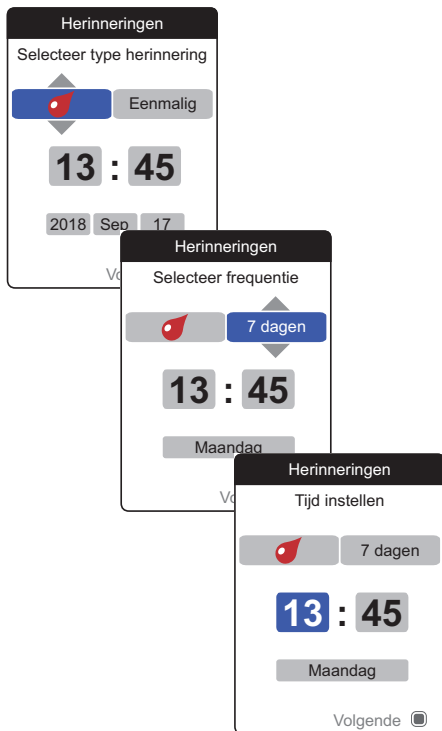 Herinneringen
Selecteer type herinnering
Eenmalig
13 : 45
2018 Sep 17
Herinneringen
Selecteer frequentie
7 dagen
13 : 45
Maandag
Herinneringen
Tijd instellen
7 dagen
13 : 45
Maandag
Volgende